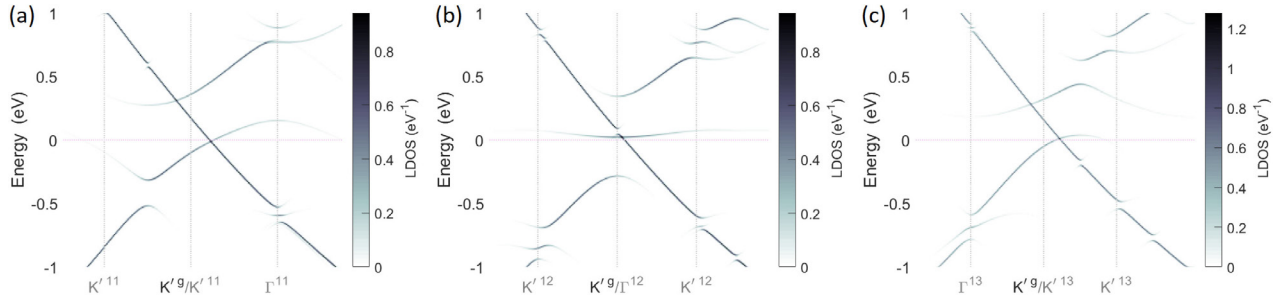 (a)
Energy (eV)
1
0.5
0
-0.5
-1
K′ 11
K′ g/K′ 11
Γ11
0.8
0.6
0.4
0.2
0
LDOS (eV-1)
(b)
Energy (eV)
1
0.5
0
-0.5
-1
K′ 12
K′ g/Γ12
K′ 12
0.8
0.6
0.4
0.2
0
LDOS (eV-1)
(c)
Energy (eV)
1
0.5
0
-0.5
-1
Γ13
K′ g/K′ 13
K′ 13
1.2
1
0.8
0.6
0.4
0.2
0
LDOS (eV-1)